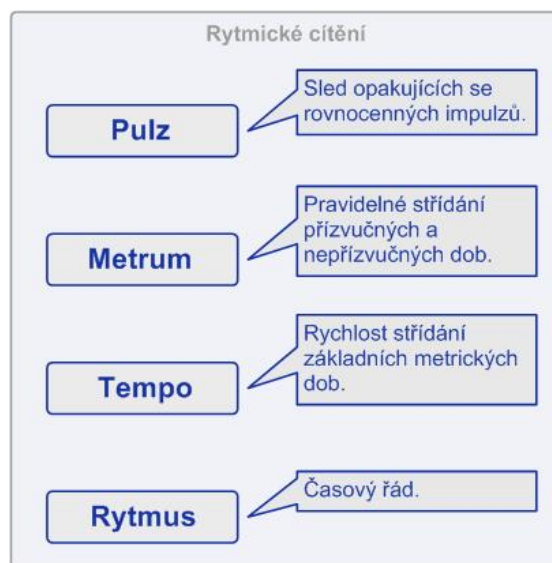 Rytmické cítění
Pulz
Sled opakujících se
rovnocenných impulzů.
Metrum
Pravidelné střídání
přízvučných a
nepřízvučných dob.
Tempo
Rychlost střídání
základních metrických
dob.
Rytmus
Časový řád.